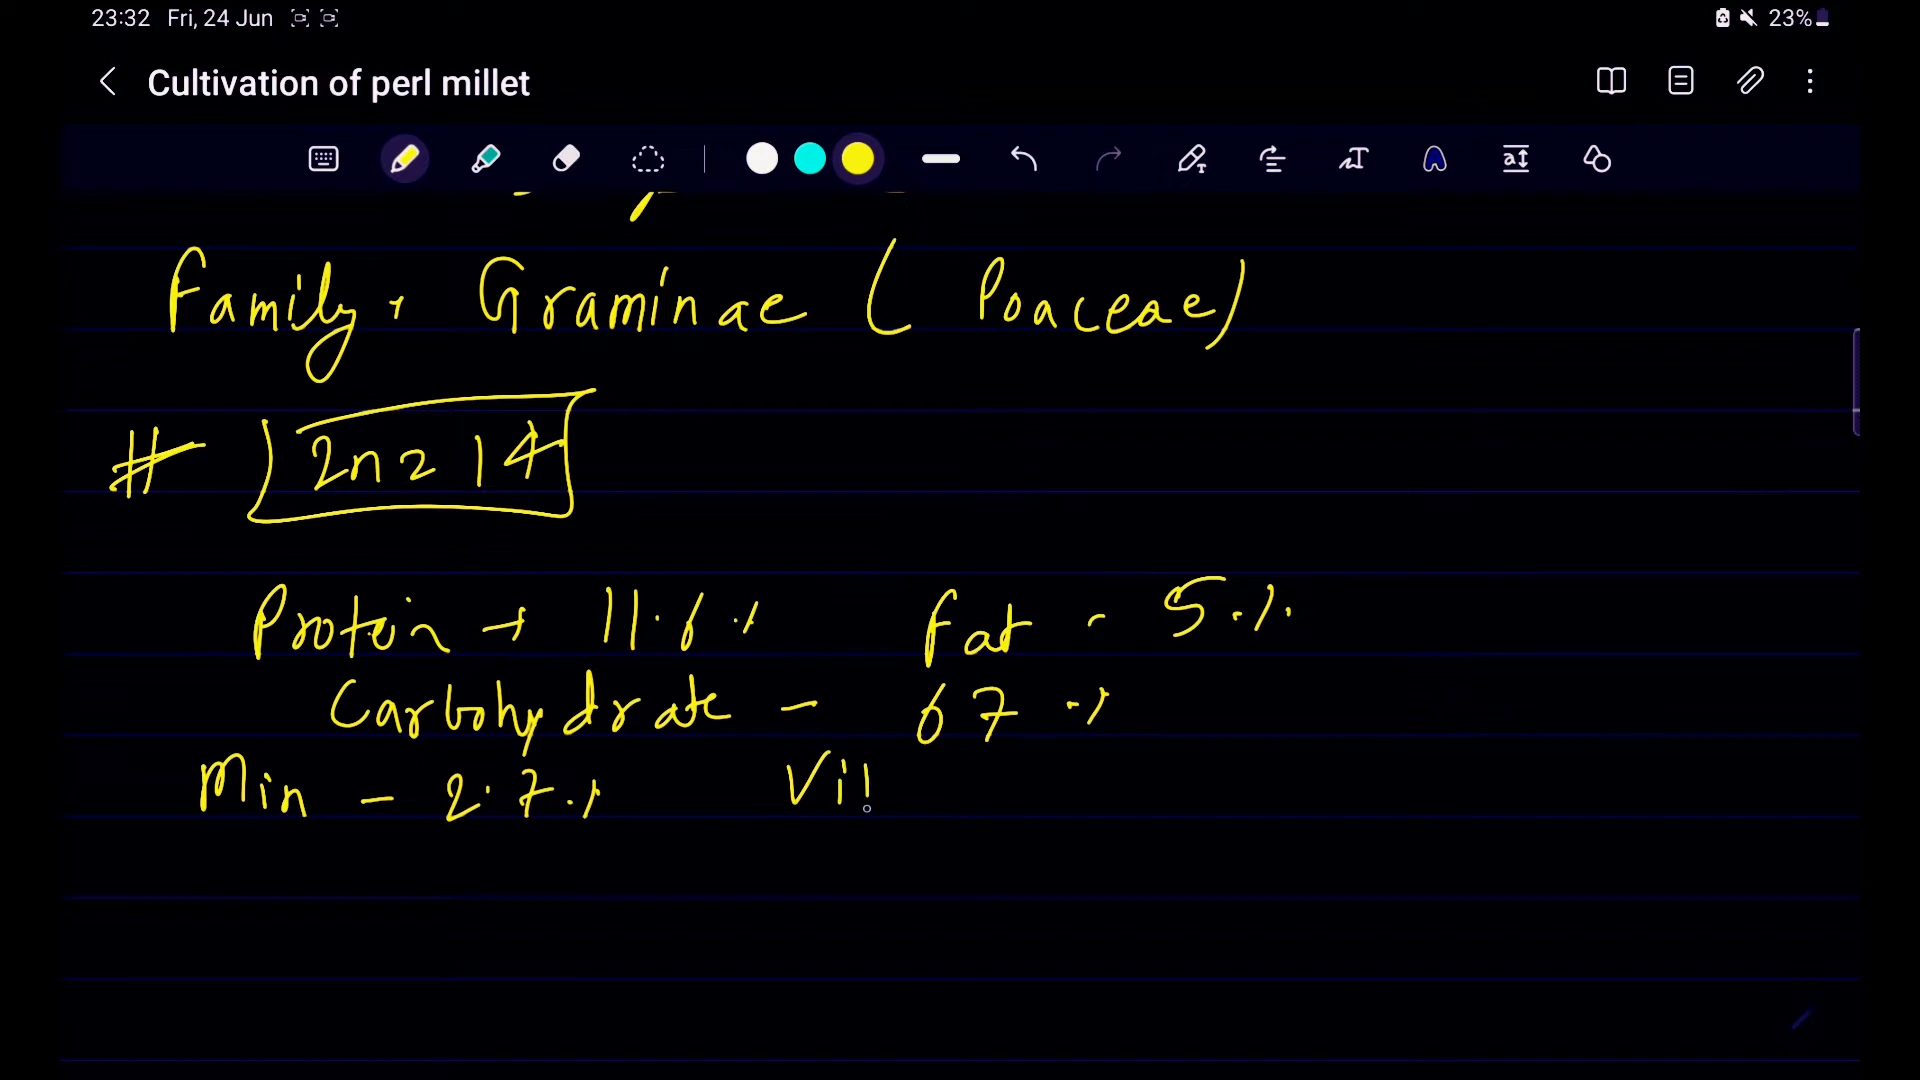 23:32 Fri, 24 Jun 23%
Cultivation of perl millet
Family → Graminae ( Poaceae)
# 2n = 14
Protein → 11.6 % Fat - 5 %
Carbohydrate - 67 %
Min - 2.7 % Vi